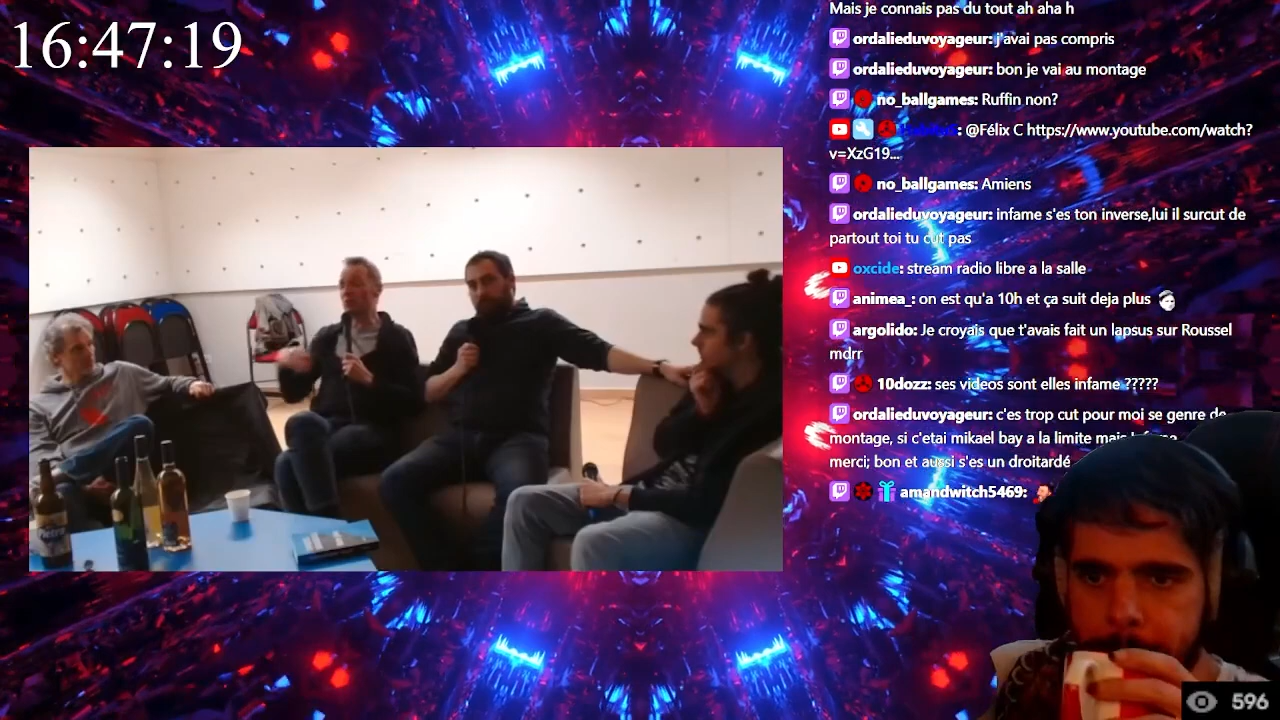 16:47:19
Mais je connais pas du tout ah aha h
ordalieduvoyageur: j'avai pas compris
ordalieduvoyageur: bon je vai au montage
no_ballgames: Ruffin non?
: @Félix C https://www.youtube.com/watch?
v=XzG19...
no_ballgames: Amiens
ordalieduvoyageur: infame s'es ton inverse,lui il surcut de
partout toi tu cut pas
oxcide: stream radio libre a la salle
animea_: on est qu'a 10h et ça suit deja plus
argolido: Je croyais que t'avais fait un lapsus sur Roussel
mdrr
10dozz: ses videos sont elles infame ?????
ordalieduvoyageur: c'es trop cut pour moi se genre de
montage, si c'etai mikael bay a la limite mais
merci; bon et aussi s'es un droitardé
amandwitch5469:
596